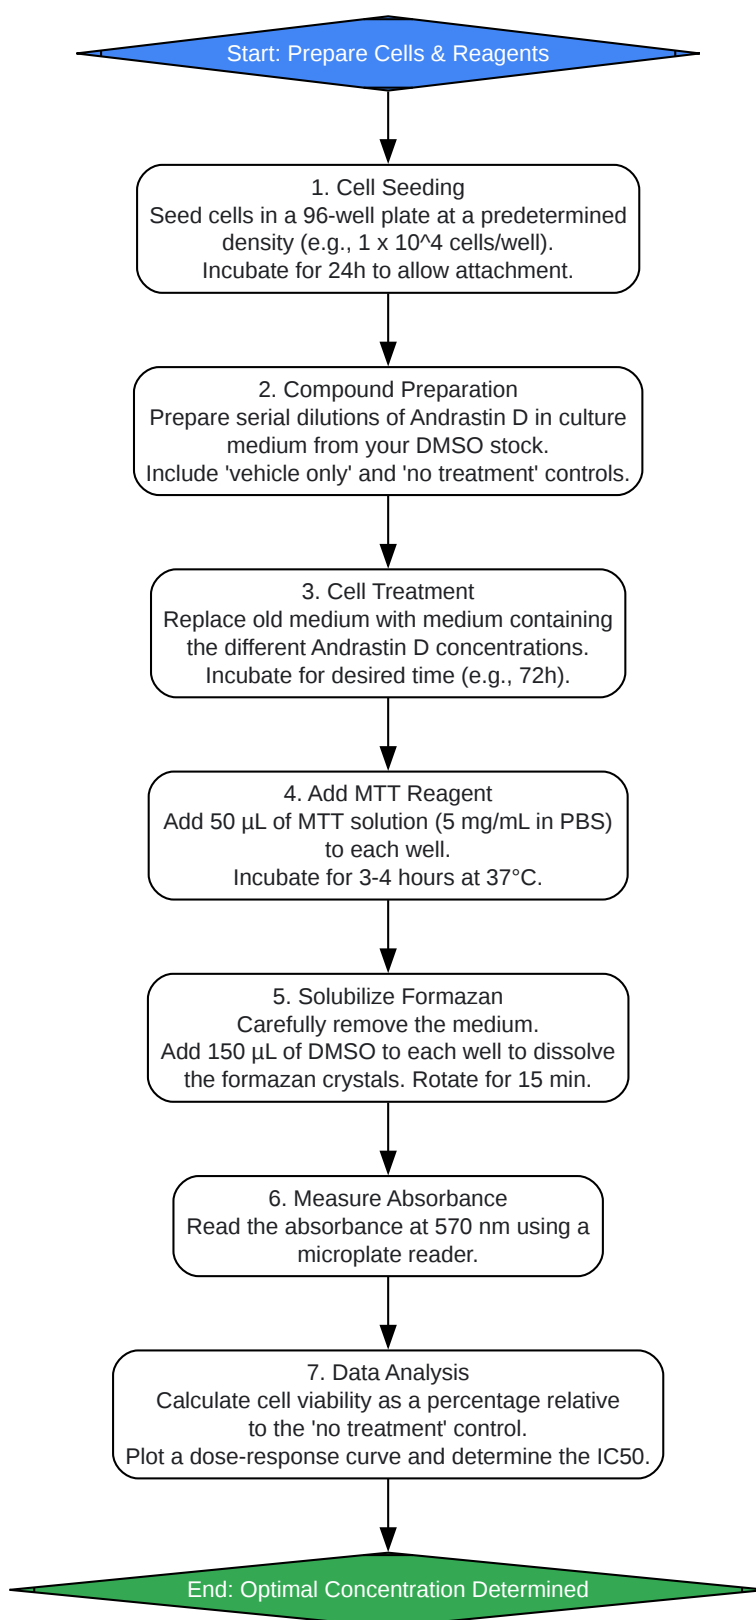 Start: Prepare Cells & Reagents
1. Cell Seeding
Seed cells in a 96-well plate at a predetermined
density (e.g., 1 x 10^4 cells/well).
Incubate for 24h to allow attachment.
2. Compound Preparation
Prepare serial dilutions of Andrastin D in culture
medium from your DMSO stock.
Include 'vehicle only' and 'no treatment' controls.
3. Cell Treatment
Replace old medium with medium containing
the different Andrastin D concentrations.
Incubate for desired time (e.g., 72h).
4. Add MTT Reagent
Add 50 µL of MTT solution (5 mg/mL in PBS)
to each well.
Incubate for 3-4 hours at 37°C.
5. Solubilize Formazan
Carefully remove the medium.
Add 150 µL of DMSO to each well to dissolve
the formazan crystals. Rotate for 15 min.
6. Measure Absorbance
Read the absorbance at 570 nm using a
microplate reader.
7. Data Analysis
Calculate cell viability as a percentage relative
to the 'no treatment' control.
Plot a dose-response curve and determine the IC50.
End: Optimal Concentration Determined